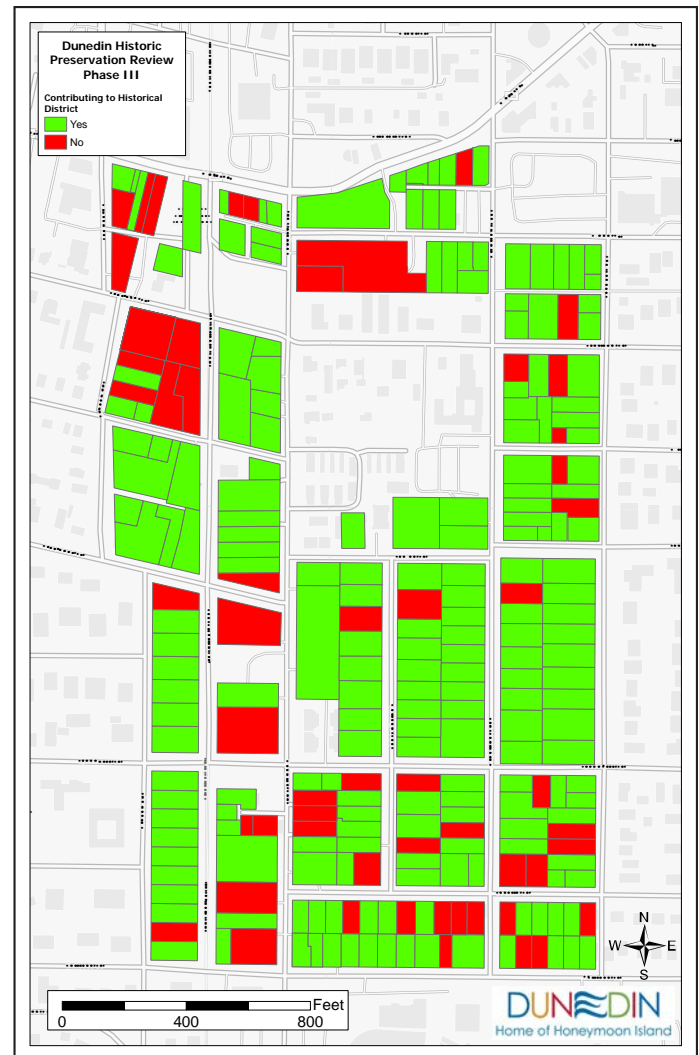 Dunedin Historic
Preservation Review
Phase III
Contributing to Historical
District
Yes
No
N
W E
S
Feet
0 400 800
DUNEDIN
Home of Honeymoon Island